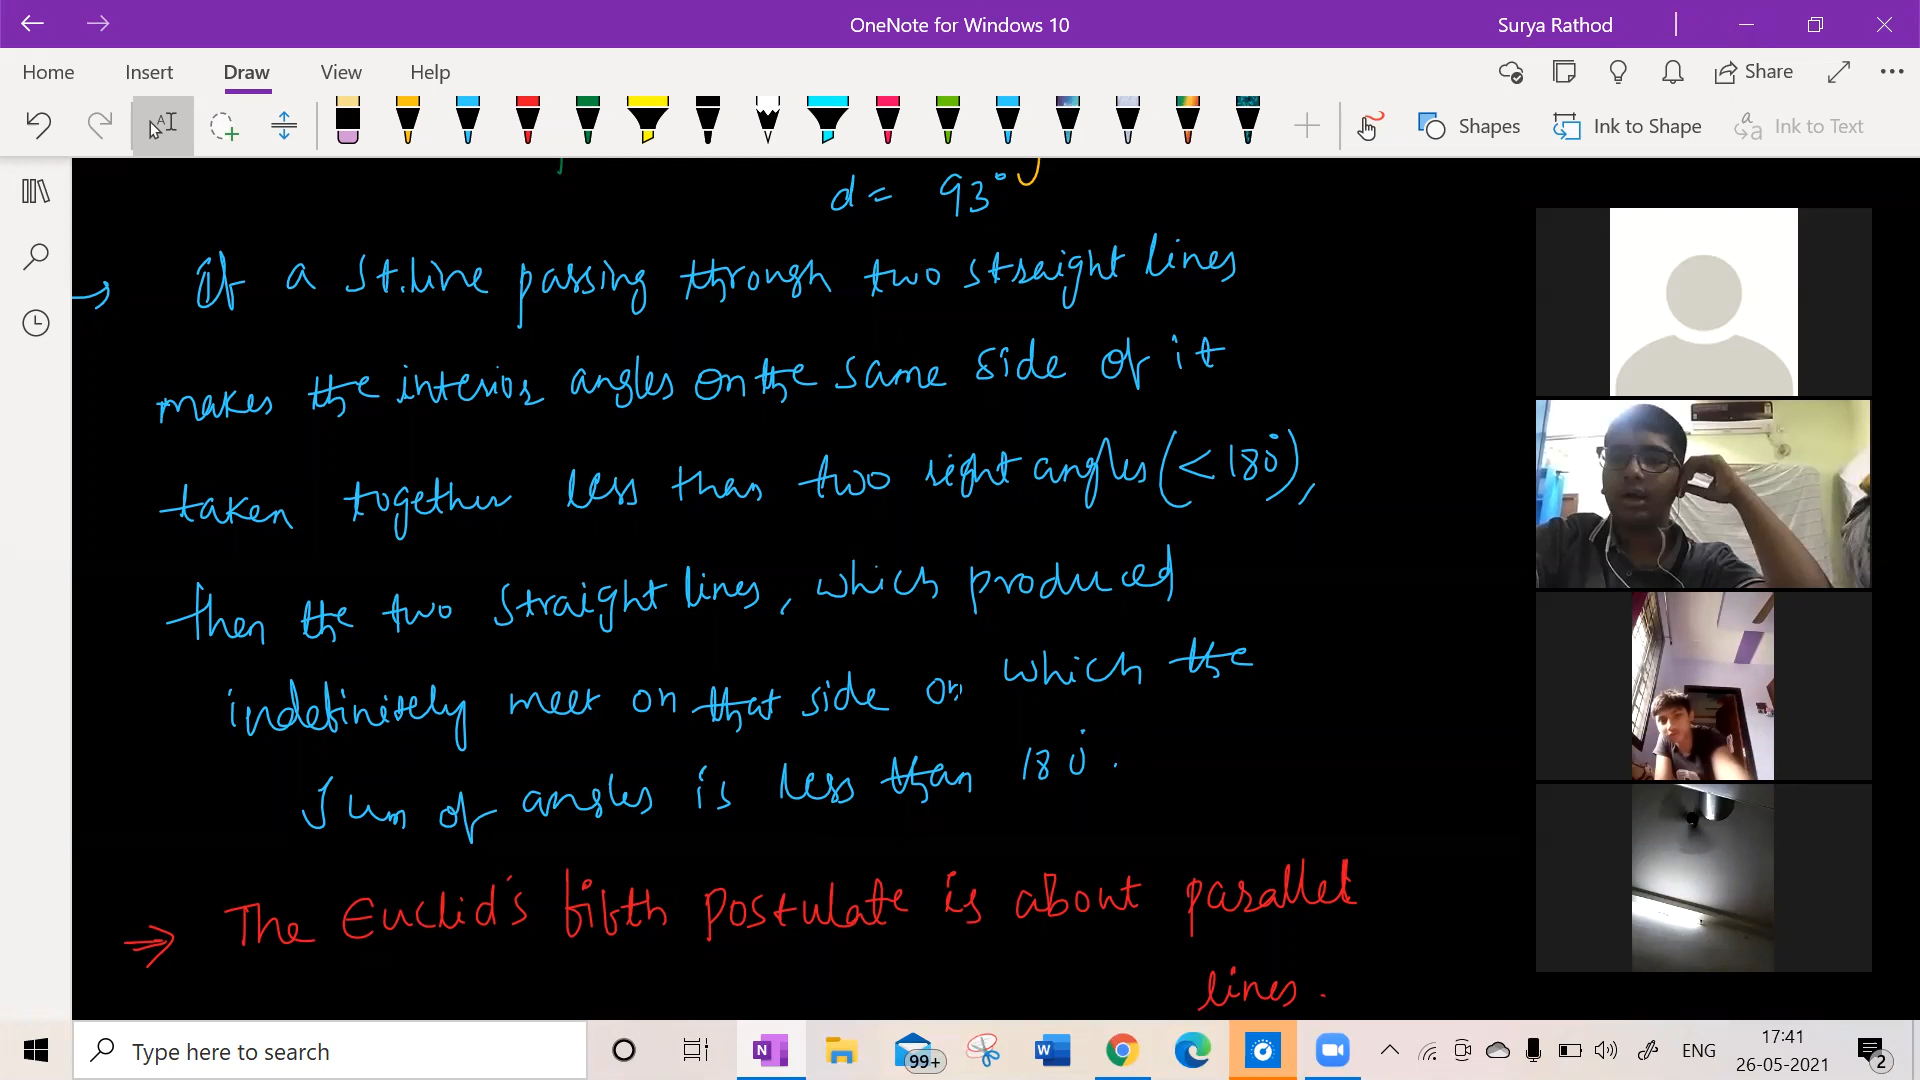 OneNote for Windows 10
Surya Rathod
Home Insert Draw View Help
Share
Shapes Ink to Shape Ink to Text
d = 93°
→ If a St.line passing through two straight lines
makes the interior angles on the same side of it
taken together less than two right angles (< 180°),
then the two straight lines, which produced
indefinitely meet on that side on which the
sum of angles is less than 180°.
⇒ The Euclid's fifth postulate is about parallel
lines.
Type here to search
99+
ENG
17:41
26-05-2021
2